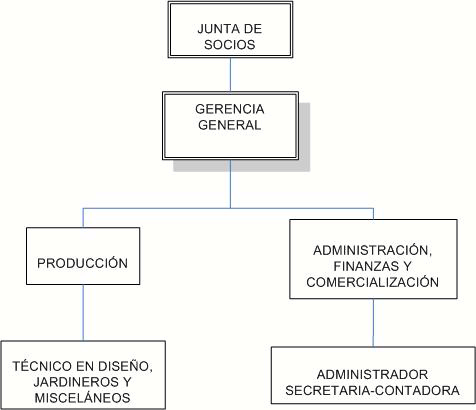 JUNTA DE
SOCIOS
GERENCIA
GENERAL
PRODUCCIÓN
ADMINISTRACIÓN,
FINANZAS Y
COMERCIALIZACIÓN
TÉCNICO EN DISEÑO,
JARDINEROS Y
MISCELÁNEOS
ADMINISTRADOR
SECRETARIA-CONTADORA